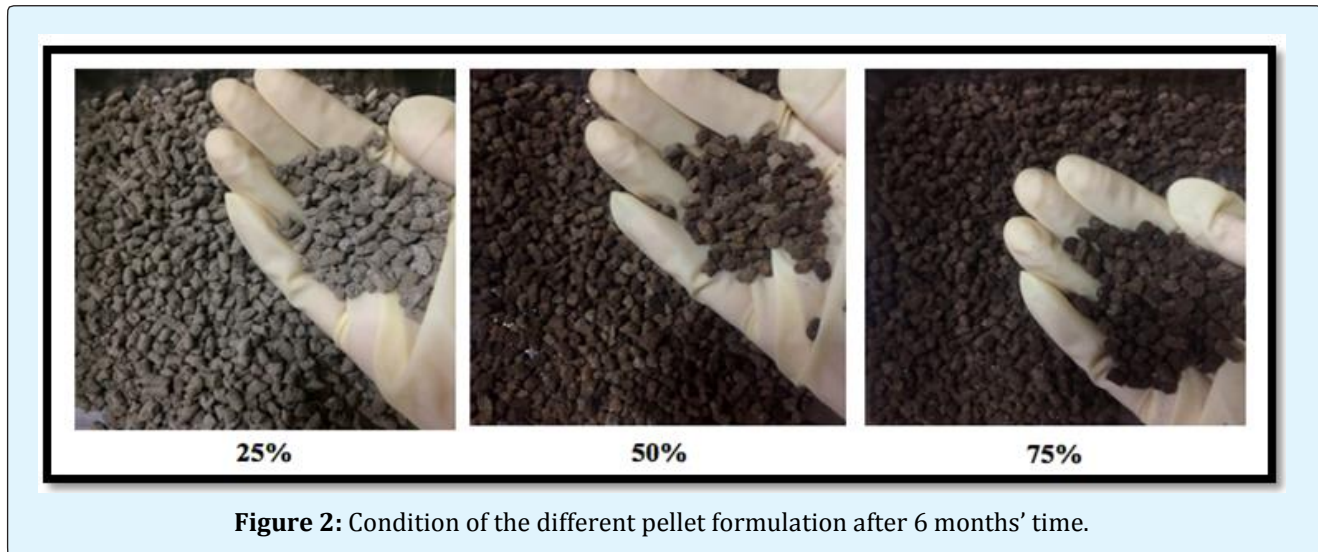 25% 50% 75%
Figure 2: Condition of the different pellet formulation after 6 months’ time.